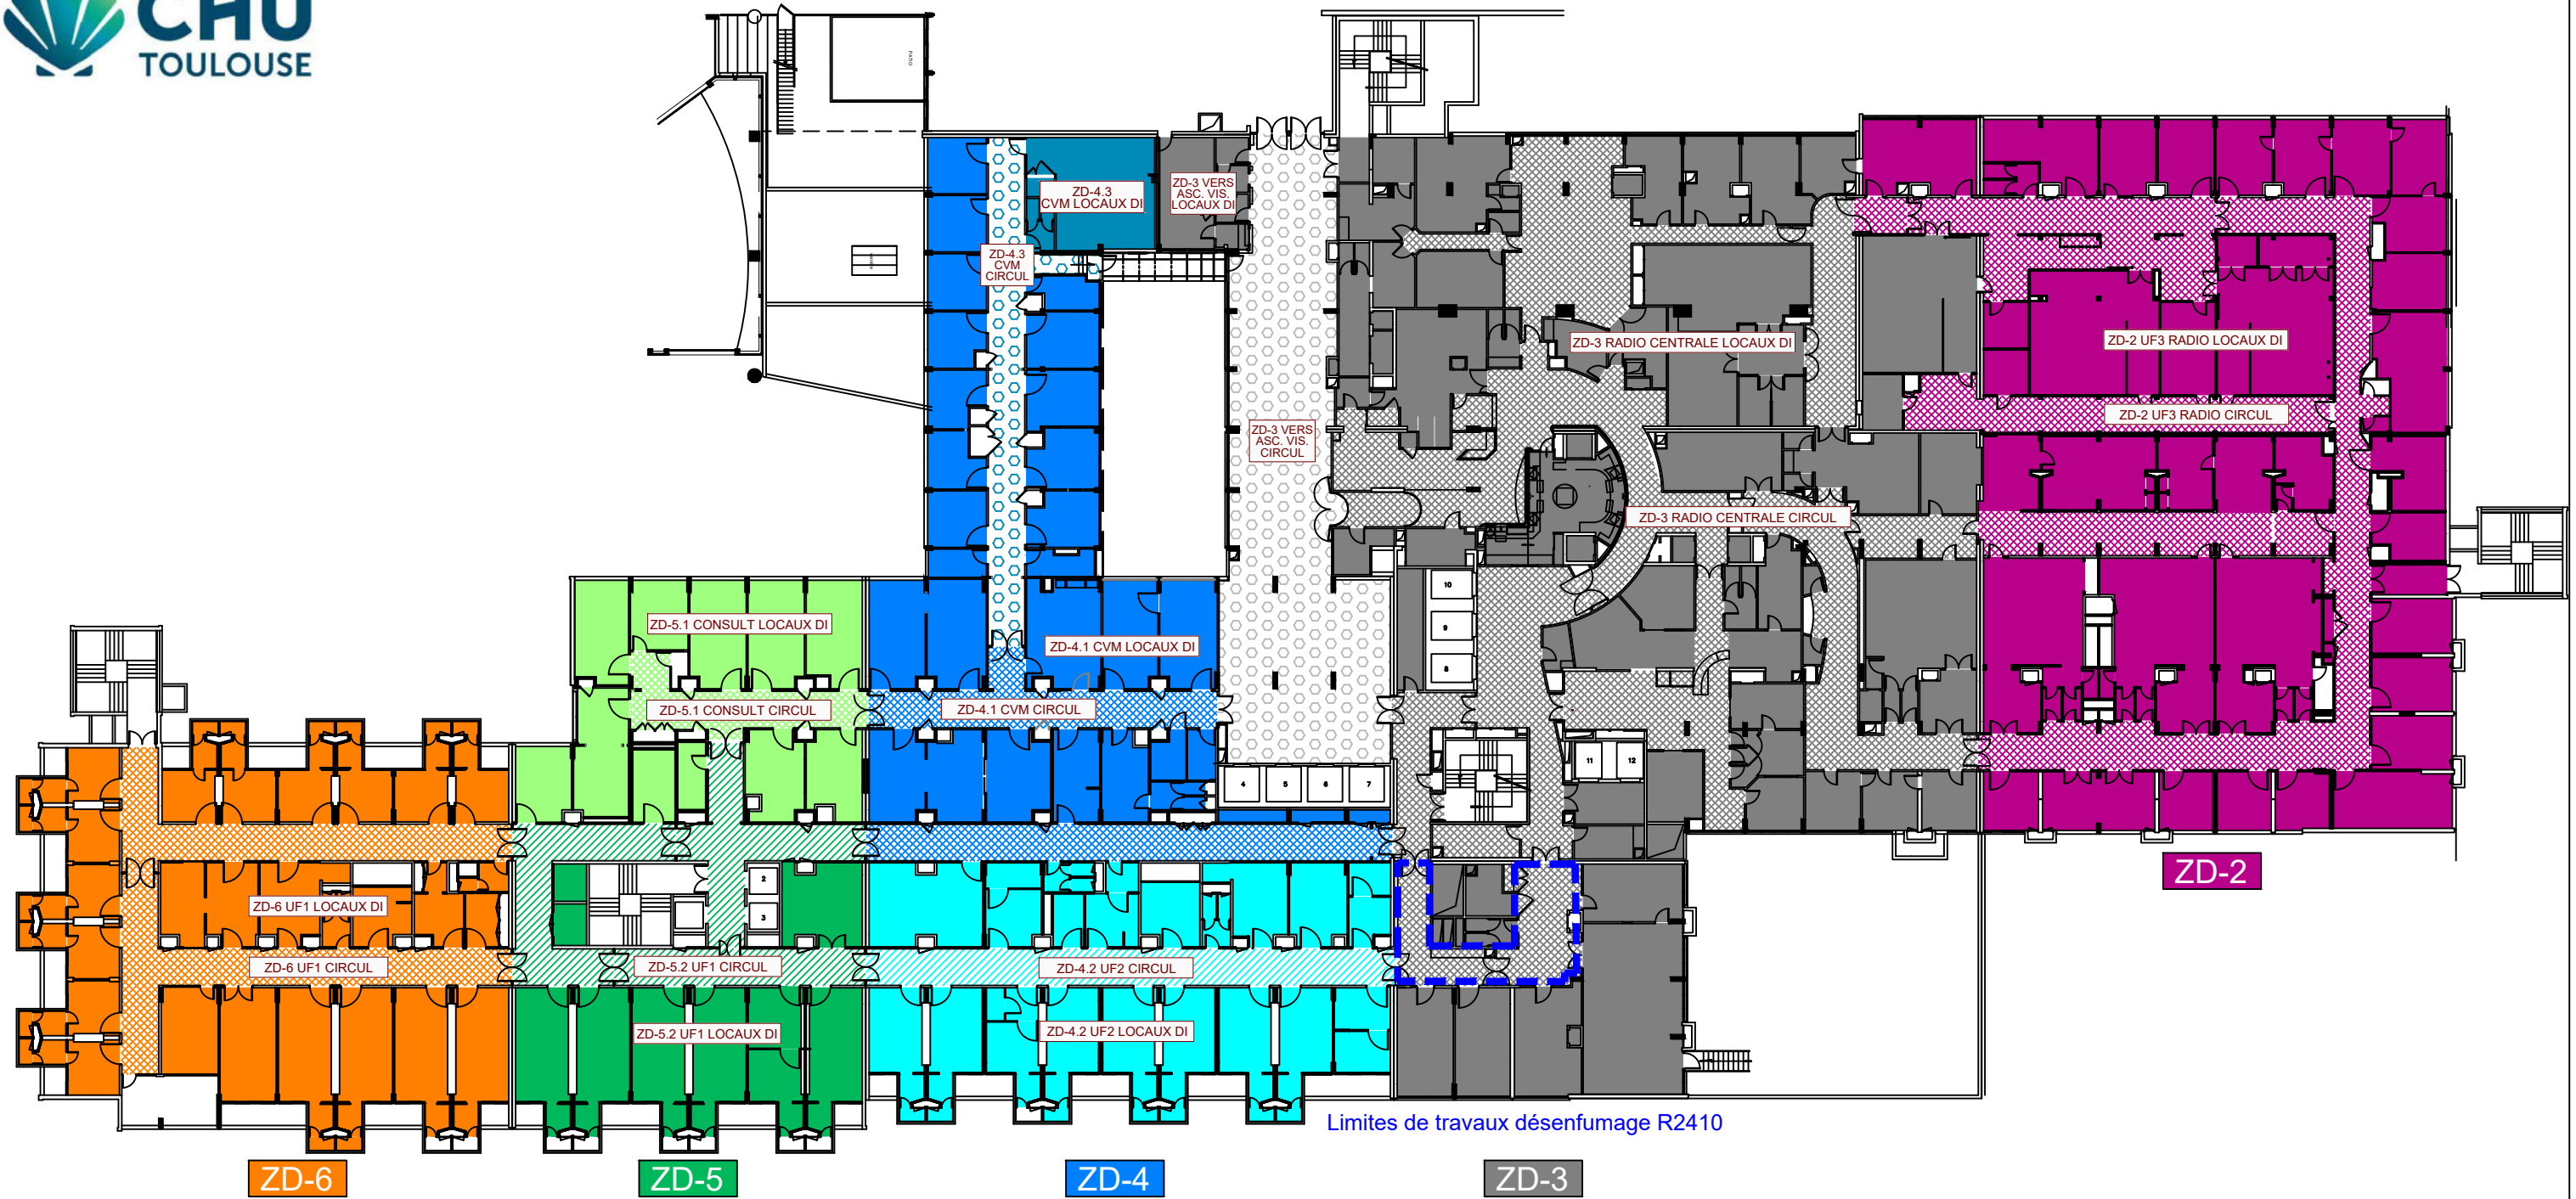 CHU
TOULOUSE
ZD-4.3
CVM LOCAUX DI
ZD-3 VERS
ASC. VIS.
LOCAUX DI
ZD-4.3
CVM
CIRCUL
ZD-3 RADIO CENTRALE LOCAUX DI
ZD-2 UF3 RADIO LOCAUX DI
ZD-2 UF3 RADIO CIRCUL
ZD-3 VERS
ASC. VIS.
CIRCUL
ZD-3 RADIO CENTRALE CIRCUL
10
9
8
ZD-5.1 CONSULT LOCAUX DI
ZD-4.1 CVM LOCAUX DI
ZD-5.1 CONSULT CIRCUL
ZD-4.1 CVM CIRCUL
11
12
4
5
6
7
ZD-2
2
3
ZD-6 UF1 LOCAUX DI
ZD-6 UF1 CIRCUL
ZD-5.2 UF1 CIRCUL
ZD-4.2 UF2 CIRCUL
ZD-5.2 UF1 LOCAUX DI
ZD-4.2 UF2 LOCAUX DI
Limites de travaux désenfumage R2410
ZD-6
ZD-5
ZD-4
ZD-3